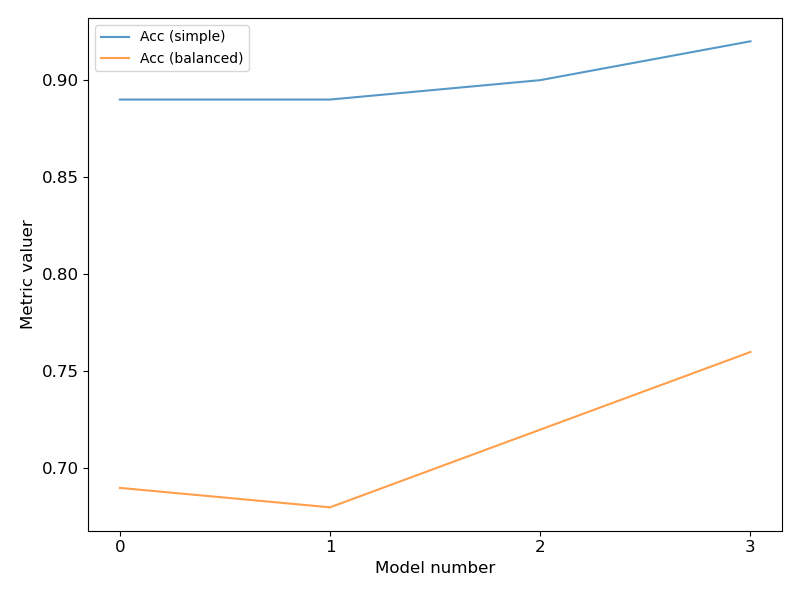 Acc (simple)
Acc (balanced)
0.90
0.85
0.80
0.75
0.70
Metric valuer
0 1 2 3
Model number